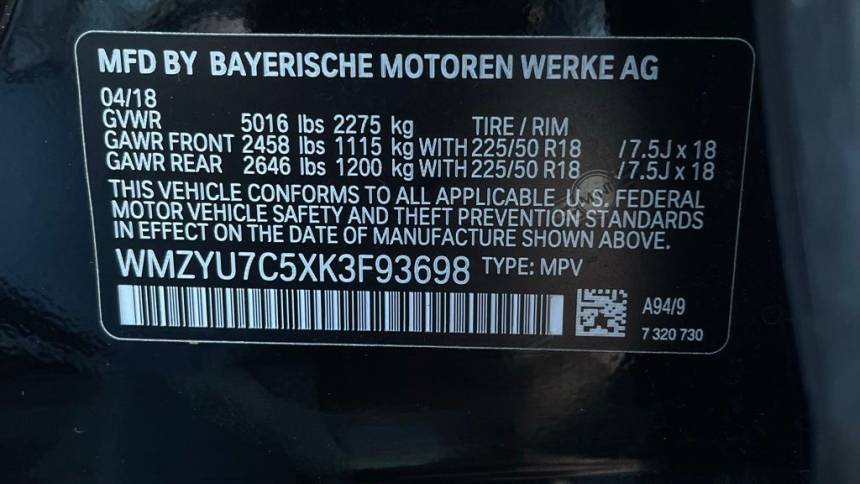 MFD BY BAYERISCHE MOTOREN WERKE AG
04/18
GVWR 5016 lbs 2275 kg TIRE / RIM
GAWR FRONT 2458 lbs 1115 kg WITH 225/50 R18 / 7.5J x 18
GAWR REAR 2646 lbs 1200 kg WITH 225/50 R18 / 7.5J x 18
THIS VEHICLE CONFORMS TO ALL APPLICABLE U.S. FEDERAL
MOTOR VEHICLE SAFETY AND THEFT PREVENTION STANDARDS
IN EFFECT ON THE DATE OF MANUFACTURE SHOWN ABOVE.
WMZYU7C5XK3F93698 TYPE: MPV
A94/9
7 320 730